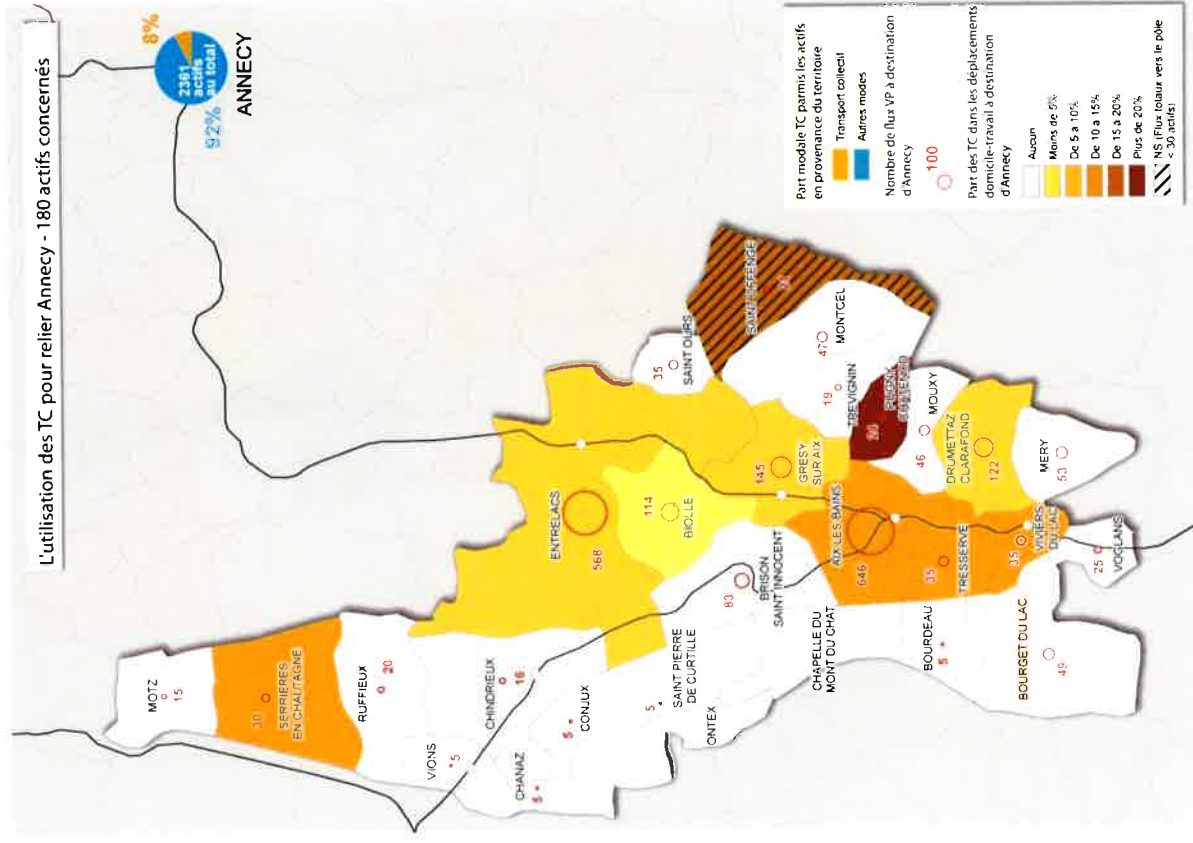 L'utilisation des TC pour relier Annecy - 180 actifs concernés
8%
2361
actifs
au total
92%
ANNECY
Part modale TC parmis les actifs
en provenance du territoire
Transport collectif
Autres modes
Nombre de flux VP à destination
d'Annecy
100
Part des TC dans les déplacements
domicile-travail à destination
d'Annecy
Aucun
Moins de 5%
De 5 à 10%
De 10 à 15%
De 15 à 20%
Plus de 20%
NS (Flux totaux vers le pôle
< 30 actifs)
MOTZ
15
30
SERRIERES
EN CHAUTAGNE
RUFFIEUX
20
VIONS
5
CHINDRIEUX
16
CHANAZ
5
CONJUX
5
5
SAINT PIERRE
DE CURTILLE
ONTEX
ENTRELACS
568
114
BIOLLE
83
BRISON
SAINT INNOCENT
CHAPELLE DU
MONT DU CHAT
145
GRESY
SUR AIX
35
SAINT OURS
SAINT OFFENGE
47
MONTCEL
19
TREVIGNIN
PUGNY
CHATENOD
46
MOUXY
AIX LES BAINS
646
DRUMETTAZ
CLARAFOND
122
35
TRESSERVE
35
VIVIERS
DU LAC
MERY
53
25
VOGLANS
BOURDEAU
5
BOURGET DU LAC
49